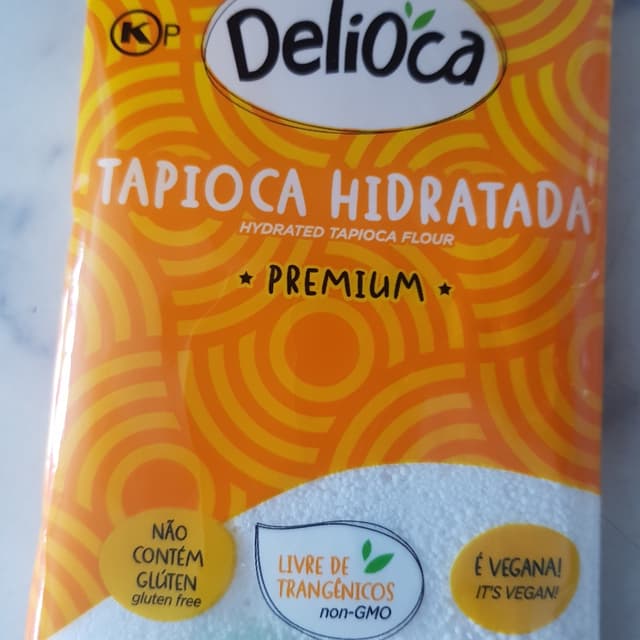 K P
DeliOca
TAPIOCA HIDRATADA
HYDRATED TAPIOCA FLOUR
PREMIUM
NÃO
CONTÉM
GLÚTEN
gluten free
LIVRE DE
TRANGÊNICOS
non-GMO
É VEGANA!
IT'S VEGAN!